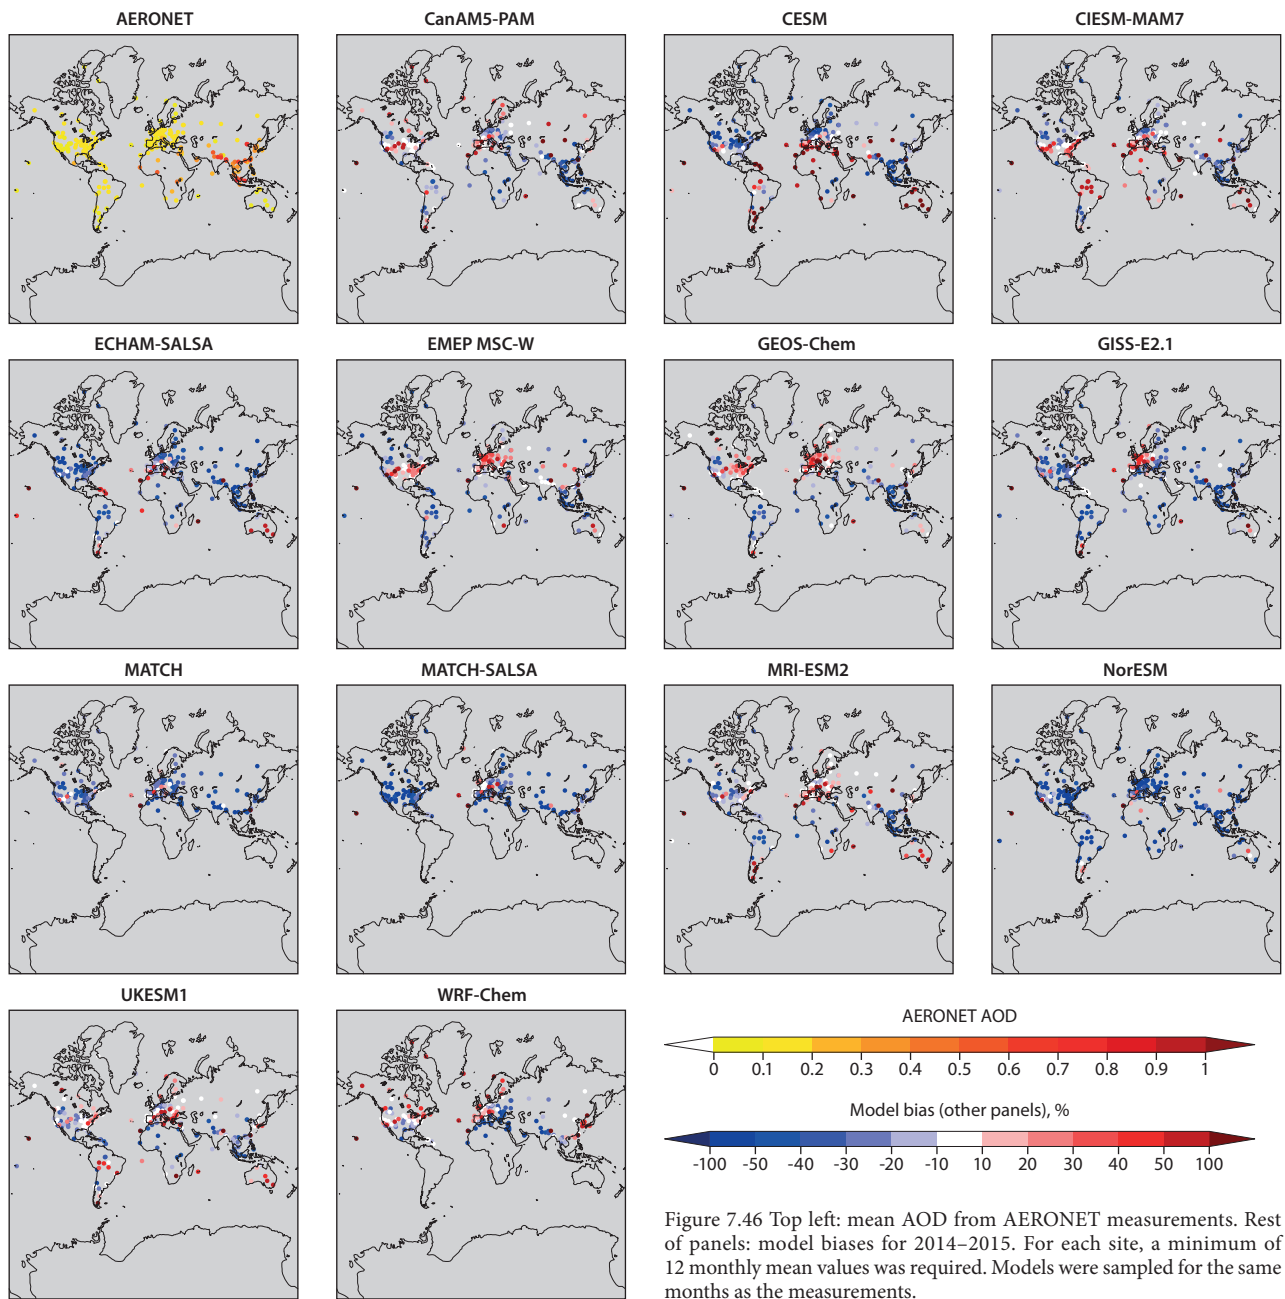 AERONET
CanAM5-PAM
CESM
CIESM-MAM7
ECHAM-SALSA
EMEP MSC-W
GEOS-Chem
GISS-E2.1
MATCH
MATCH-SALSA
MRI-ESM2
NorESM
UKESM1
WRF-Chem
AERONET AOD
0 0.1 0.2 0.3 0.4 0.5 0.6 0.7 0.8 0.9 1
Model bias (other panels), %
-100 -50 -40 -30 -20 -10 10 20 30 40 50 100
Figure 7.46 Top left: mean AOD from AERONET measurements. Rest
of panels: model biases for 2014–2015. For each site, a minimum of
12 monthly mean values was required. Models were sampled for the same
months as the measurements.